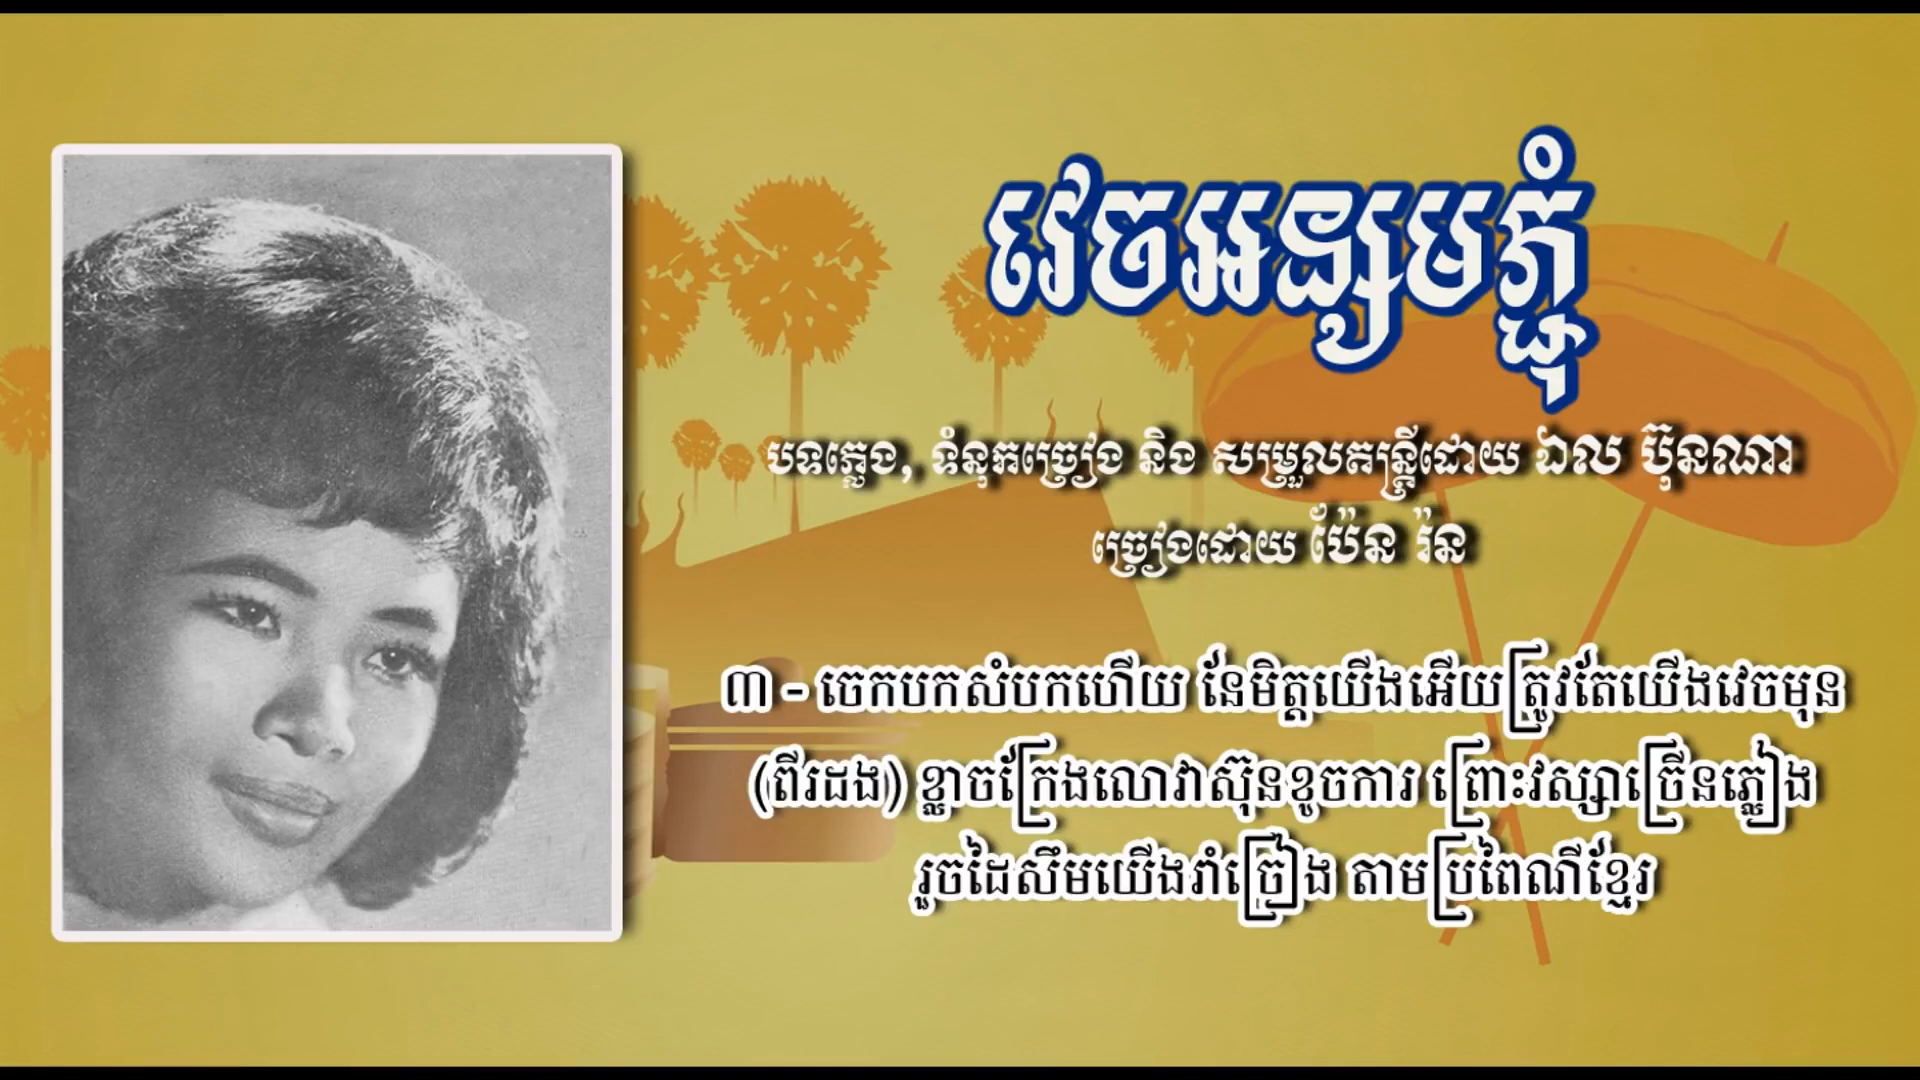 វេចអង្សមភ្ជុំ
បទភ្លេង, ទំនុកច្រៀង និង សម្រួលតន្ត្រីដោយ ឯល ប៊ុនណា
ច្រៀងដោយ ប៉ែន រ៉ន
៣ - ចេកបកសំបកហើយ នែមិត្តយើងអើយត្រូវតែយើងវេចមុន
(ពីរដង) ខ្លាចក្រែងលោវាស៊ុនខូចការ ព្រោះវស្សាច្រើនភ្លៀង
រួចដៃសឹមយើងរាំច្រៀង តាមប្រពៃណីខ្មែរ